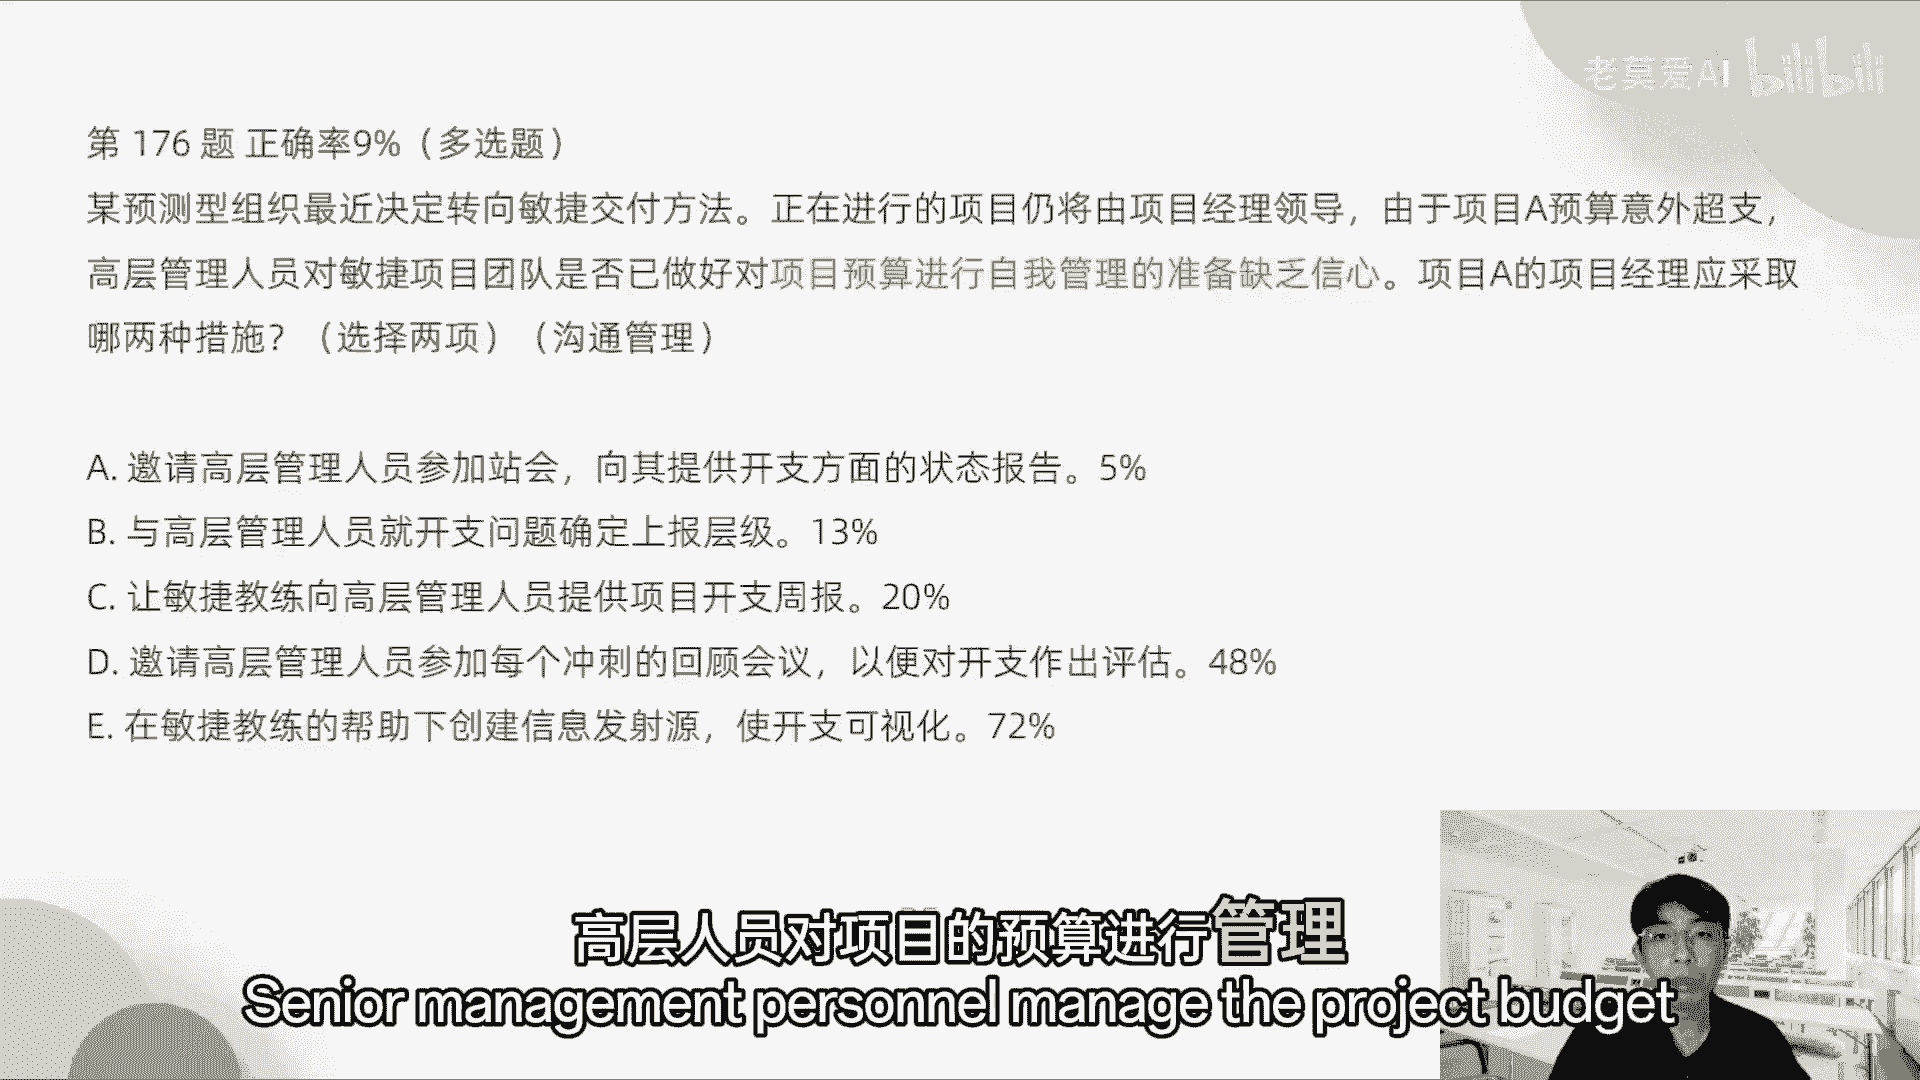 老莫爱AI bilibili
第 176 题 正确率9%（多选题）
某预测型组织最近决定转向敏捷交付方法。正在进行的项目仍将由项目经理领导，由于项目A预算意外超支，
高层管理人员对敏捷项目团队是否已做好对项目预算进行自我管理的准备缺乏信心。项目A的项目经理应采取
哪两种措施？（选择两项）（沟通管理）
A. 邀请高层管理人员参加站会，向其提供开支方面的状态报告。5%
B. 与高层管理人员就开支问题确定上报层级。13%
C. 让敏捷教练向高层管理人员提供项目开支周报。20%
D. 邀请高层管理人员参加每个冲刺的回顾会议，以便对开支作出评估。48%
E. 在敏捷教练的帮助下创建信息发射源，使开支可视化。72%
高层人员对项目的预算进行管理
Senior management personnel manage the project budget